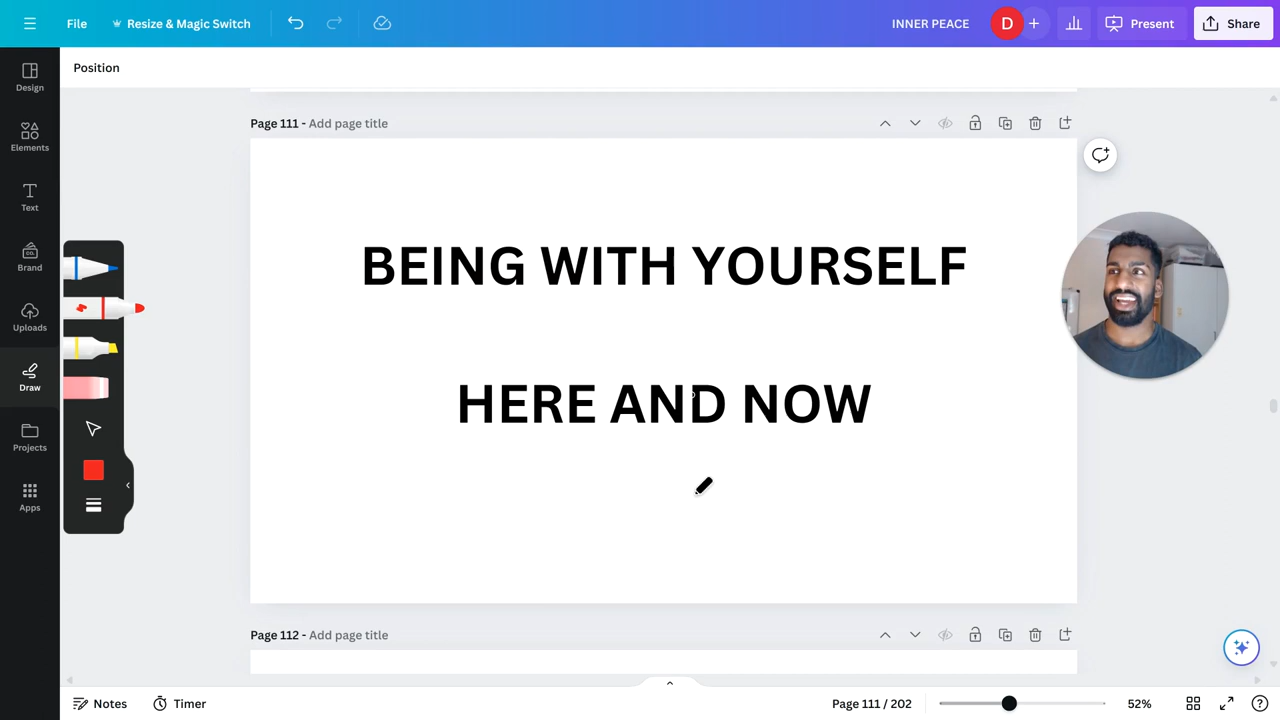 File
Resize & Magic Switch
INNER PEACE
D
Present
Share
Position
Design
Elements
Text
Brand
CO.
Uploads
Draw
Projects
Apps
Page 111 - Add page title
BEING WITH YOURSELF
HERE AND NOW
Page 112 - Add page title
Notes
Timer
Page 111 / 202
52%